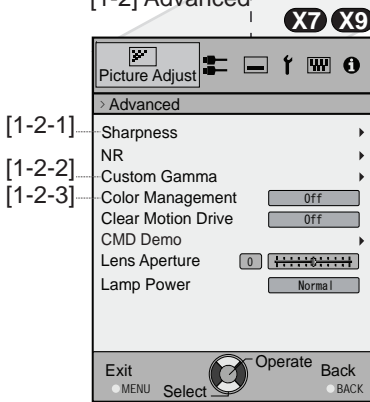 [1-2] Advanced
X7 X9
Picture Adjust
> Advanced
[1-2-1] Sharpness
NR
[1-2-2] Custom Gamma
[1-2-3] Color Management Off
Clear Motion Drive Off
CMD Demo
Lens Aperture 0
Lamp Power Normal
Exit Operate Back
MENU Select BACK